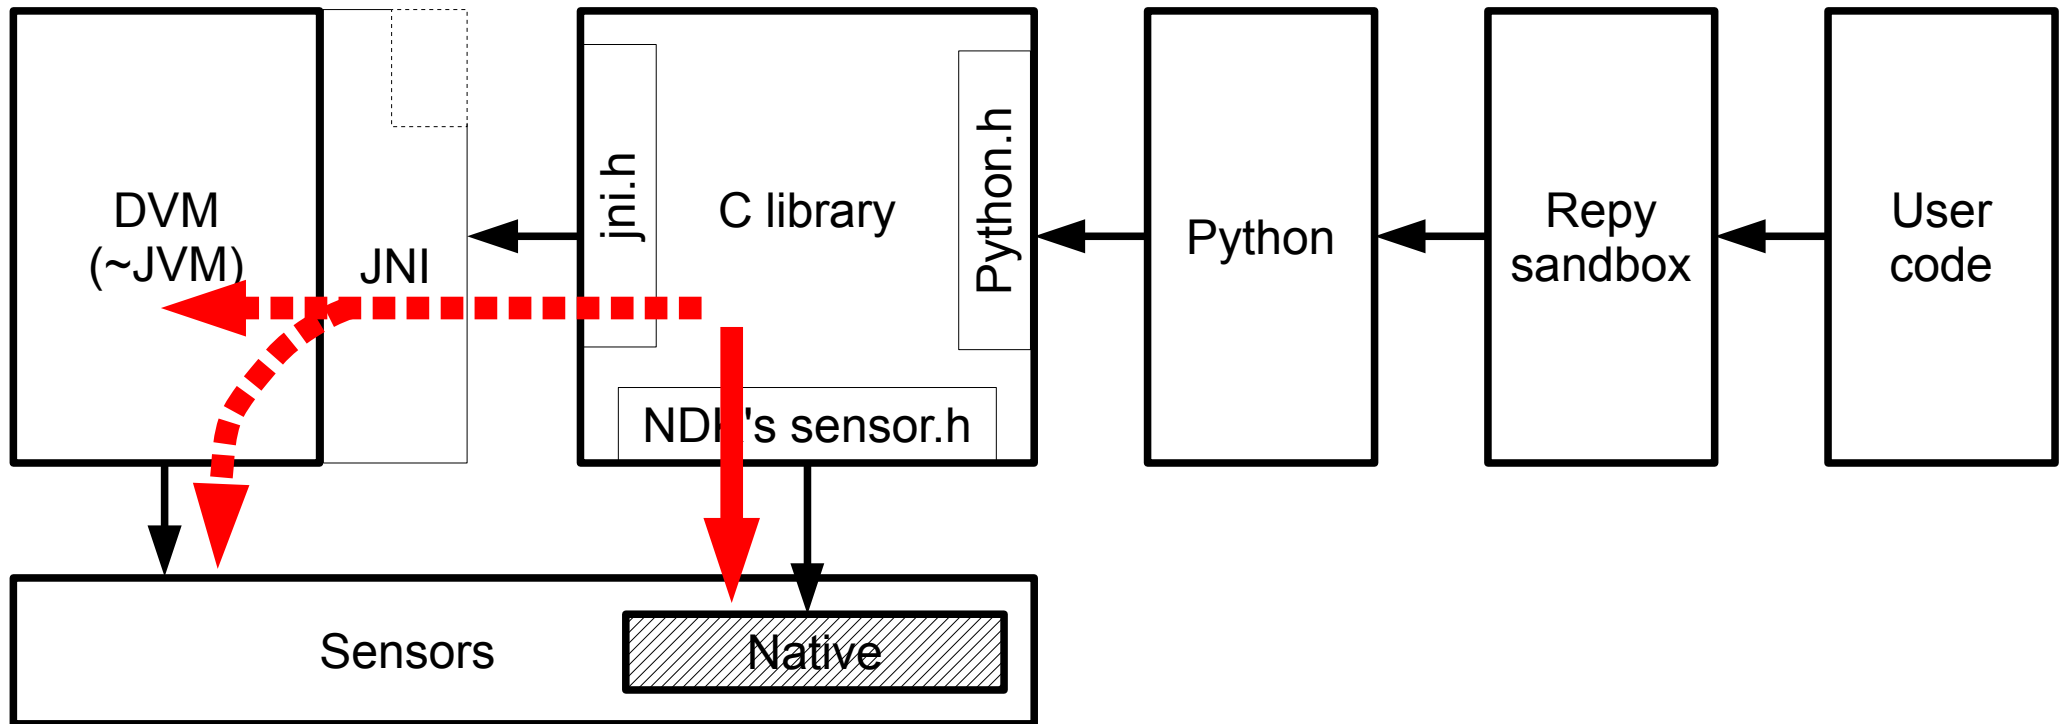 DVM
(~JVM)
JNI
jni.h
C library
Python.h
NDK's sensor.h
Python
Repy
sandbox
User
code
Sensors
Native